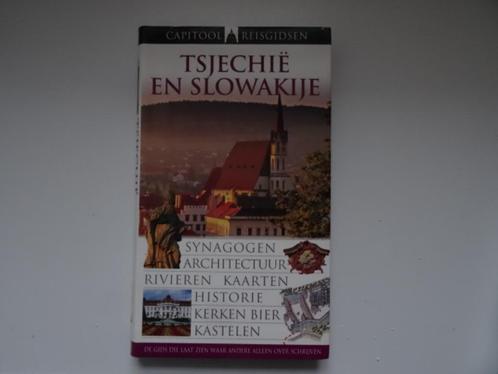 CAPITOOL REISGIDSEN
TSJECHIË
EN SLOWAKIJE
SYNAGOGEN
ARCHITECTUUR
RIVIEREN KAARTEN
HISTORIE
KERKEN BIER
KASTELEN
DE GIDS DIE LAAT ZIEN WAAR ANDERE ALLEEN OVER SCHRIJVEN